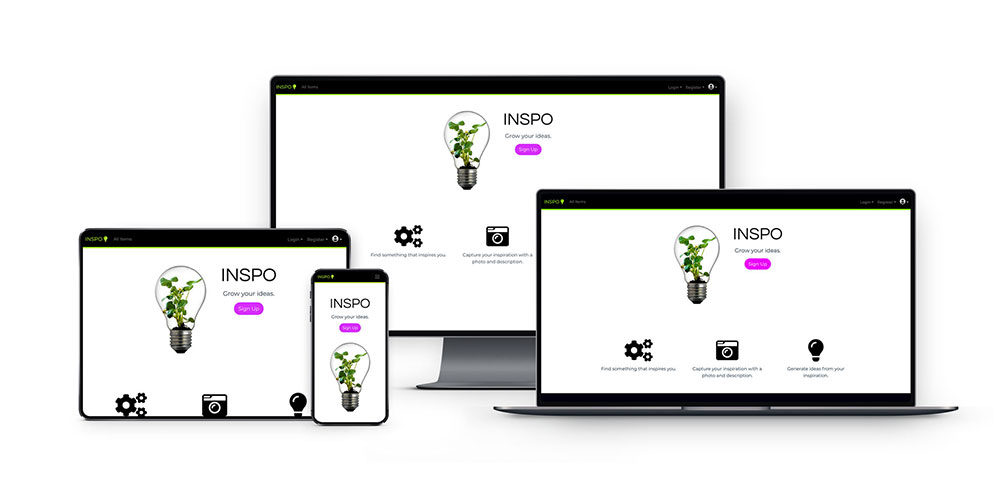 INSPO All Items Login Register
INSPO
Grow your ideas.
Sign Up
Find something that inspires you.
Capture your inspiration with a
photo and description.
INSPO All Items Login Register
INSPO
Grow your ideas.
Sign Up
INSPO
INSPO
Grow your ideas.
Sign Up
INSPO All Items Login Register
INSPO
Grow your ideas.
Sign Up
Find something that inspires you.
Capture your inspiration with a
photo and description.
Generate ideas from your
inspiration.